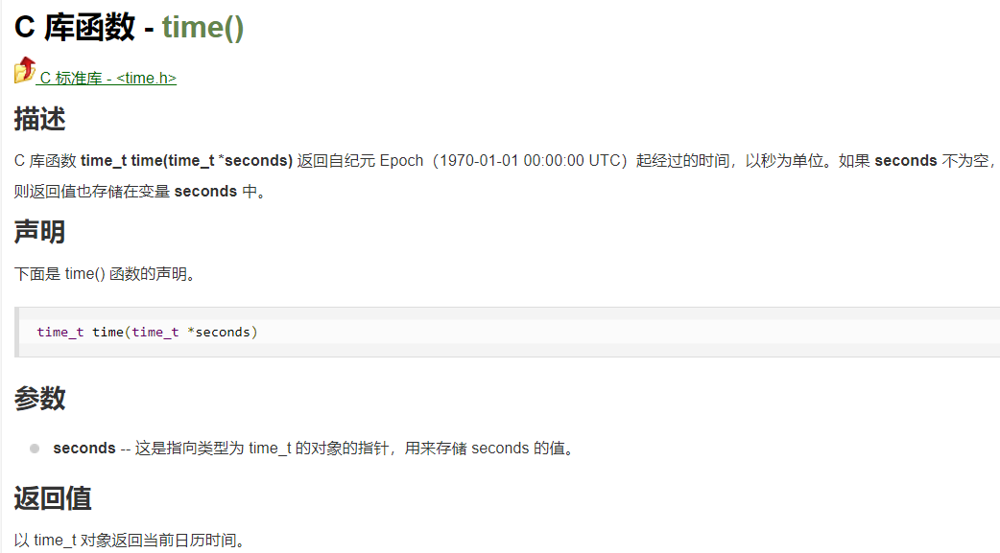 C 库函数 - time()
C 标准库 - <time.h>
描述
C 库函数 time_t time(time_t *seconds) 返回自纪元 Epoch（1970-01-01 00:00:00 UTC）起经过的时间，以秒为单位。如果 seconds 不为空，
则返回值也存储在变量 seconds 中。
声明
下面是 time() 函数的声明。
time_t time(time_t *seconds)
参数
seconds -- 这是指向类型为 time_t 的对象的指针，用来存储 seconds 的值。
返回值
以 time_t 对象返回当前日历时间。